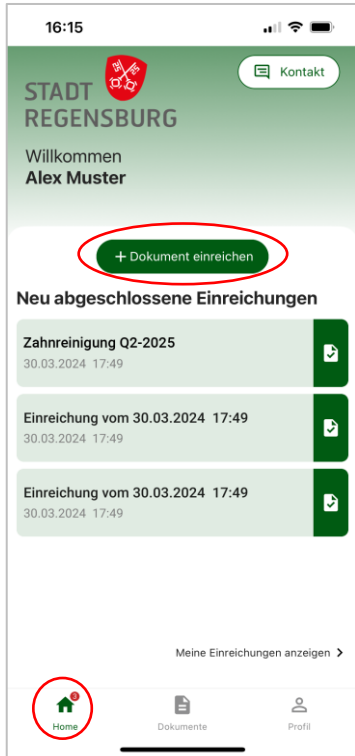 16:15
Kontakt
STADT
REGENSBURG
Willkommen
Alex Muster
+ Dokument einreichen
Neu abgeschlossene Einreichungen
Zahnreinigung Q2-2025
30.03.2024 17:49
Einreichung vom 30.03.2024 17:49
30.03.2024 17:49
Einreichung vom 30.03.2024 17:49
30.03.2024 17:49
Meine Einreichungen anzeigen
3
Home
Dokumente
Profil